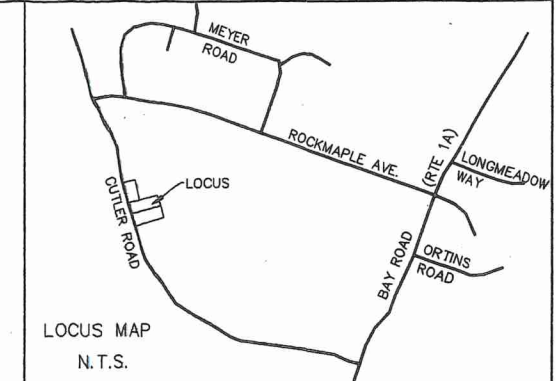 MEYER
ROAD
ROCKMAPLE AVE.
(RTE 1A)
LONGMEADOW
WAY
LOCUS
CUTLER ROAD
BAY ROAD
ORTINS
ROAD
LOCUS MAP
N.T.S.